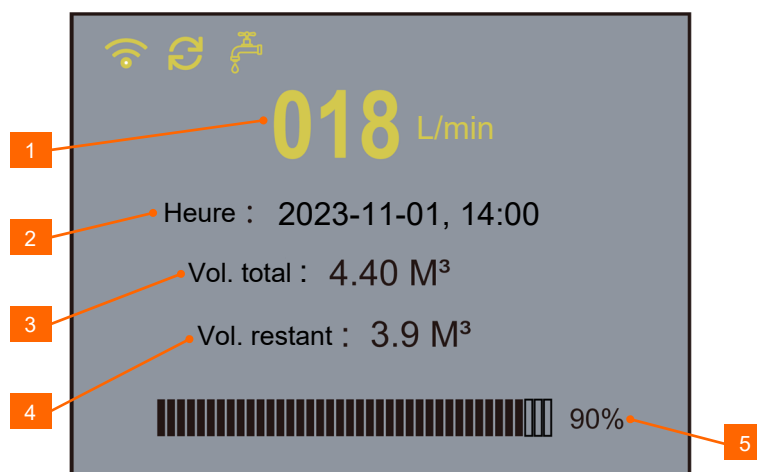 018 L/min
1
Heure : 2023-11-01, 14:00
2
Vol. total : 4.40 M³
3
Vol. restant : 3.9 M³
4
90%
5